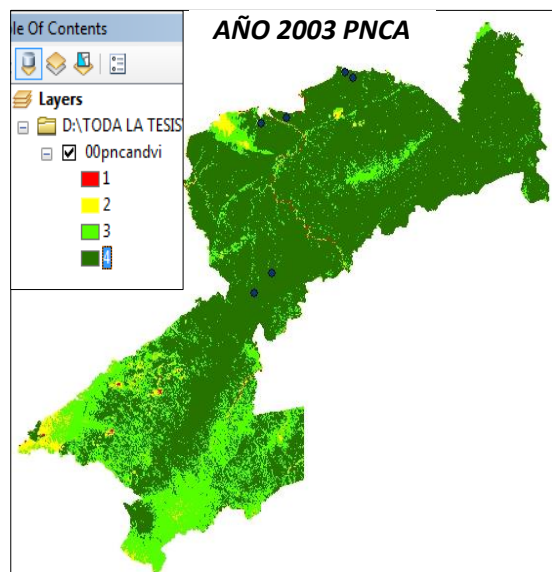 le Of Contents
AÑO 2003 PNCA
Layers
D:\TODA LA TESIS
00pncandvi
1
2
3
4